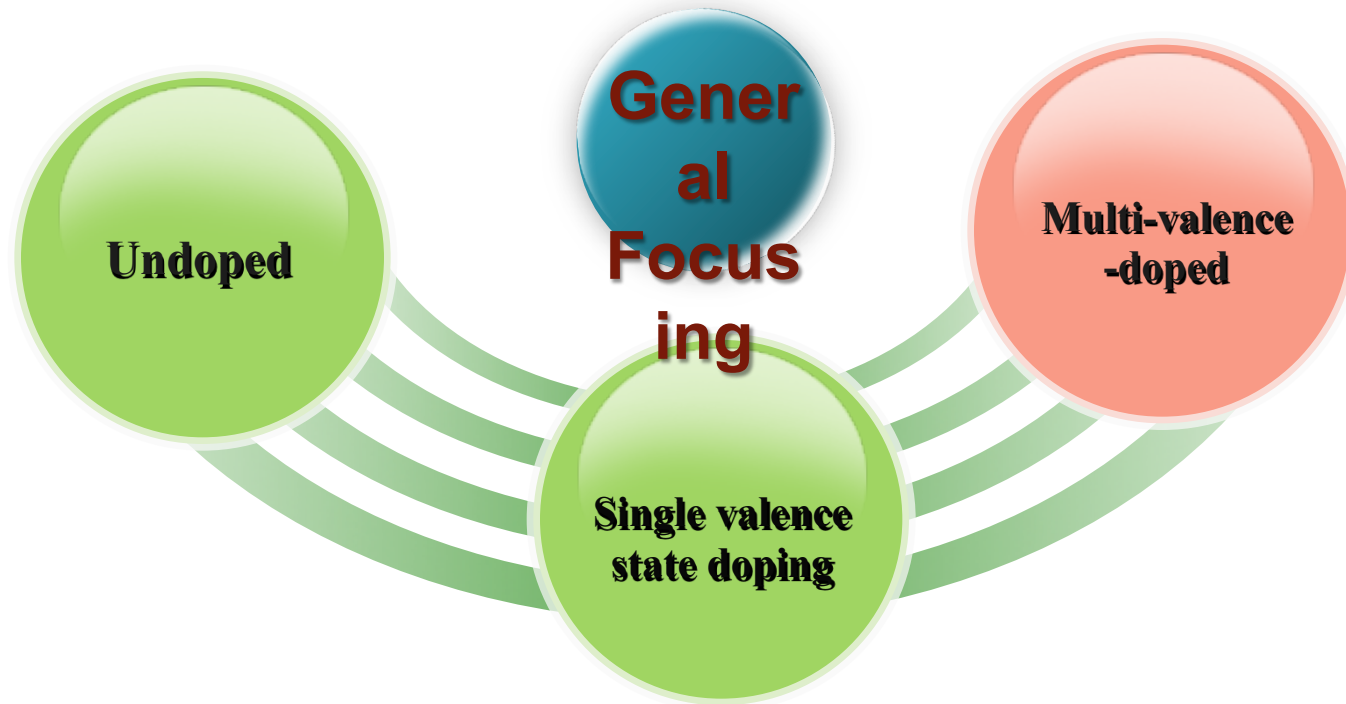 Gener
al
Focus
ing
Undoped
Multi-valence
-doped
Single valence
state doping